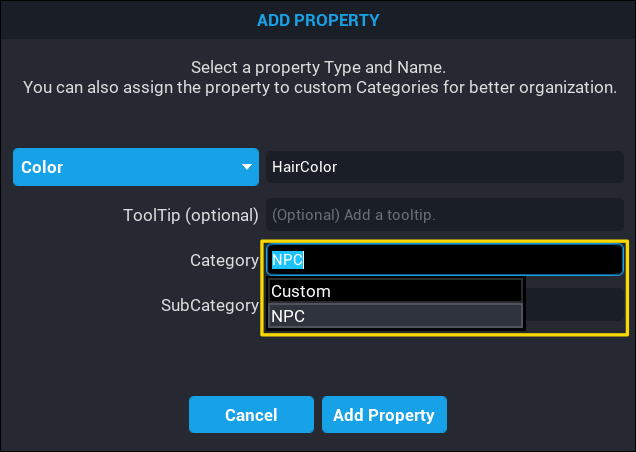 ADD PROPERTY
Select a property Type and Name.
You can also assign the property to custom Categories for better organization.
Color
HairColor
ToolTip (optional)
(Optional) Add a tooltip.
Category
NPC
Custom
SubCategory
NPC
Cancel
Add Property